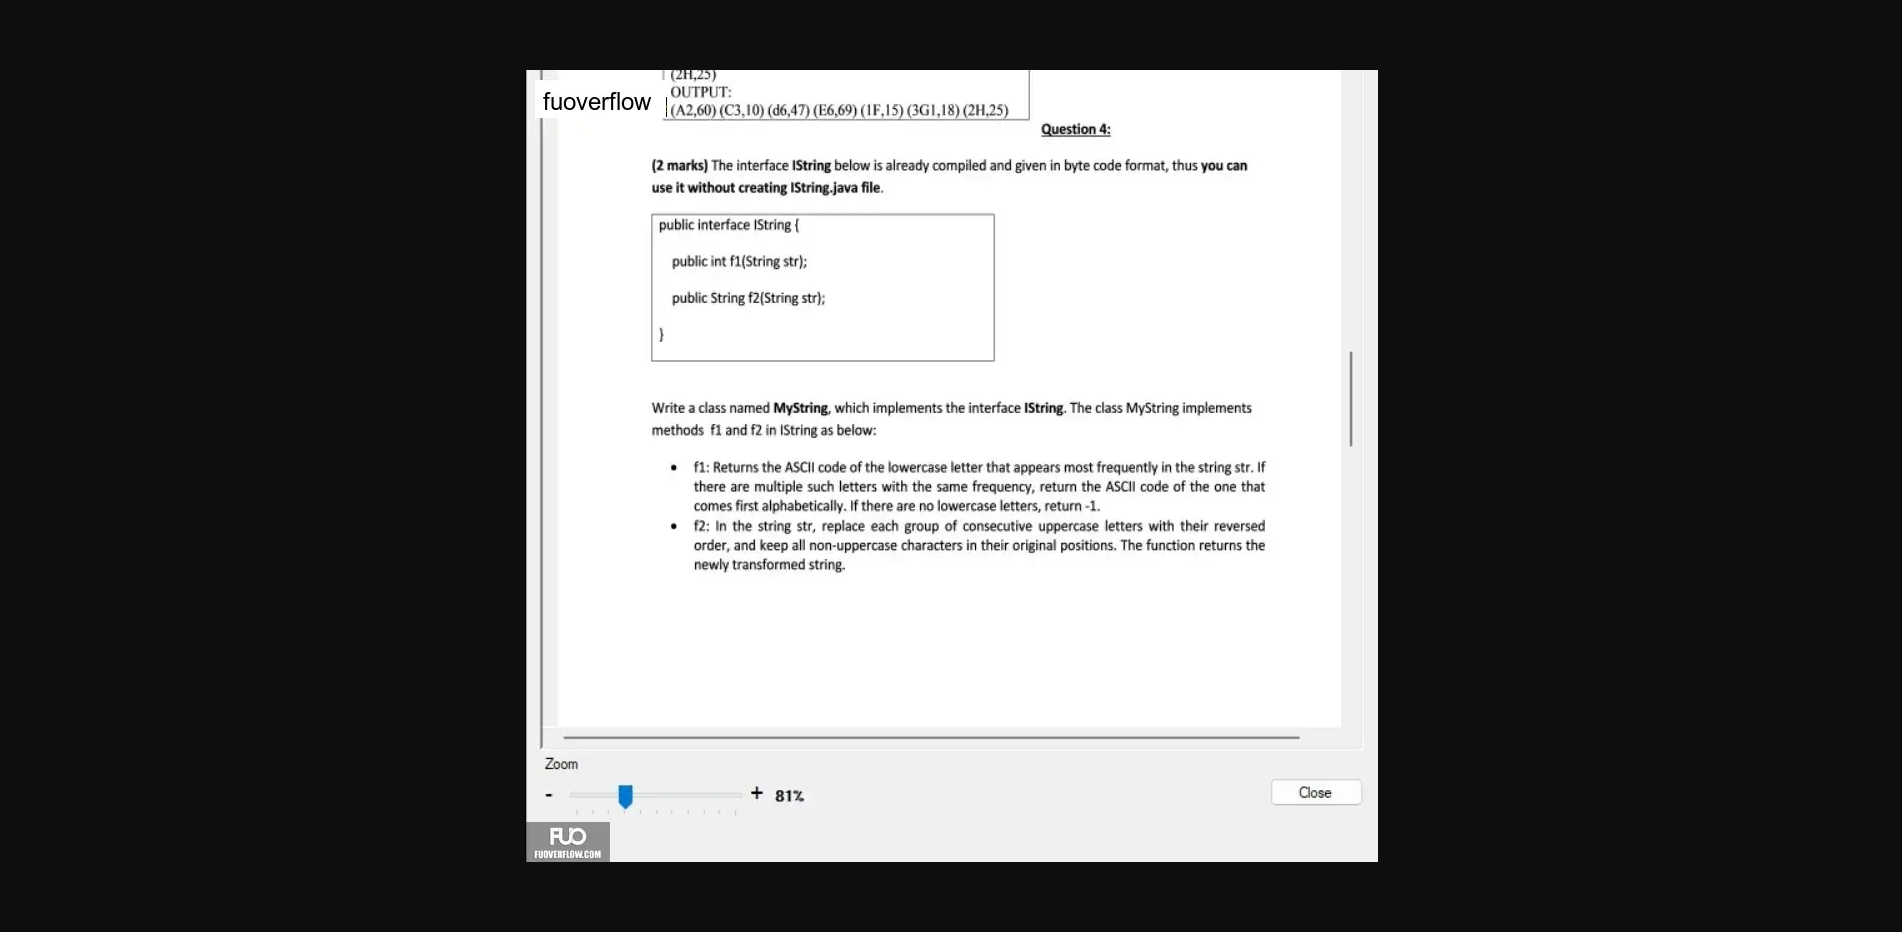 (2H,25)
fuoverflow
OUTPUT:
(A2,60) (C3,10) (d6,47) (E6,69) (1F,15) (3G1,18) (2H,25)
Question 4:
(2 marks) The interface IString below is already compiled and given in byte code format, thus you can
use it without creating IString.java file.
public interface IString {
public int f1(String str);
public String f2(String str);
}
Write a class named MyString, which implements the interface IString. The class MyString implements
methods f1 and f2 in IString as below:
• f1: Returns the ASCII code of the lowercase letter that appears most frequently in the string str. If
there are multiple such letters with the same frequency, return the ASCII code of the one that
comes first alphabetically. If there are no lowercase letters, return -1.
• f2: In the string str, replace each group of consecutive uppercase letters with their reversed
order, and keep all non-uppercase characters in their original positions. The function returns the
newly transformed string.
Zoom
- + 81%
Close
FUO
FUOVERFLOW.COM